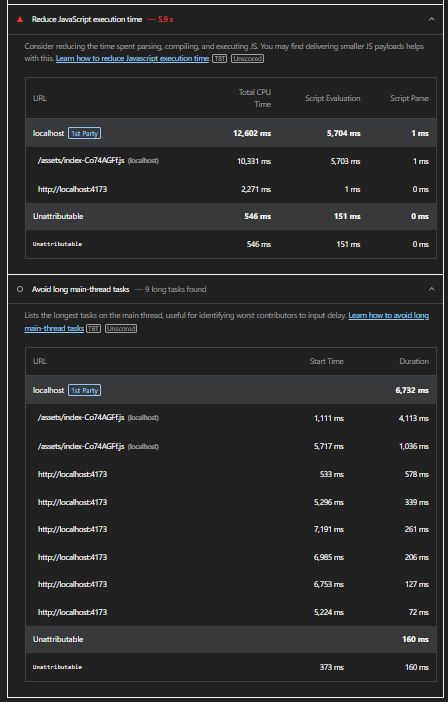 Reduce JavaScript execution time — 5.9 s
Consider reducing the time spent parsing, compiling, and executing JS. You may find delivering smaller JS payloads helps
with this. Learn how to reduce Javascript execution time. TBT Unscored
URL Total CPU Time Script Evaluation Script Parse
localhost 1st Party 12,602 ms 5,704 ms 1 ms
/assets/index-Co74AGFf.js (localhost) 10,331 ms 5,703 ms 1 ms
http://localhost:4173 2,271 ms 1 ms 0 ms
Unattributable 546 ms 151 ms 0 ms
Unattributable 546 ms 151 ms 0 ms
Avoid long main-thread tasks — 9 long tasks found
Lists the longest tasks on the main thread, useful for identifying worst contributors to input delay. Learn how to avoid long
main-thread tasks TBT Unscored
URL Start Time Duration
localhost 1st Party 6,732 ms
/assets/index-Co74AGFf.js (localhost) 1,111 ms 4,113 ms
/assets/index-Co74AGFf.js (localhost) 5,717 ms 1,036 ms
http://localhost:4173 533 ms 578 ms
http://localhost:4173 5,296 ms 339 ms
http://localhost:4173 7,191 ms 261 ms
http://localhost:4173 6,985 ms 206 ms
http://localhost:4173 6,753 ms 127 ms
http://localhost:4173 5,224 ms 72 ms
Unattributable 160 ms
Unattributable 373 ms 160 ms